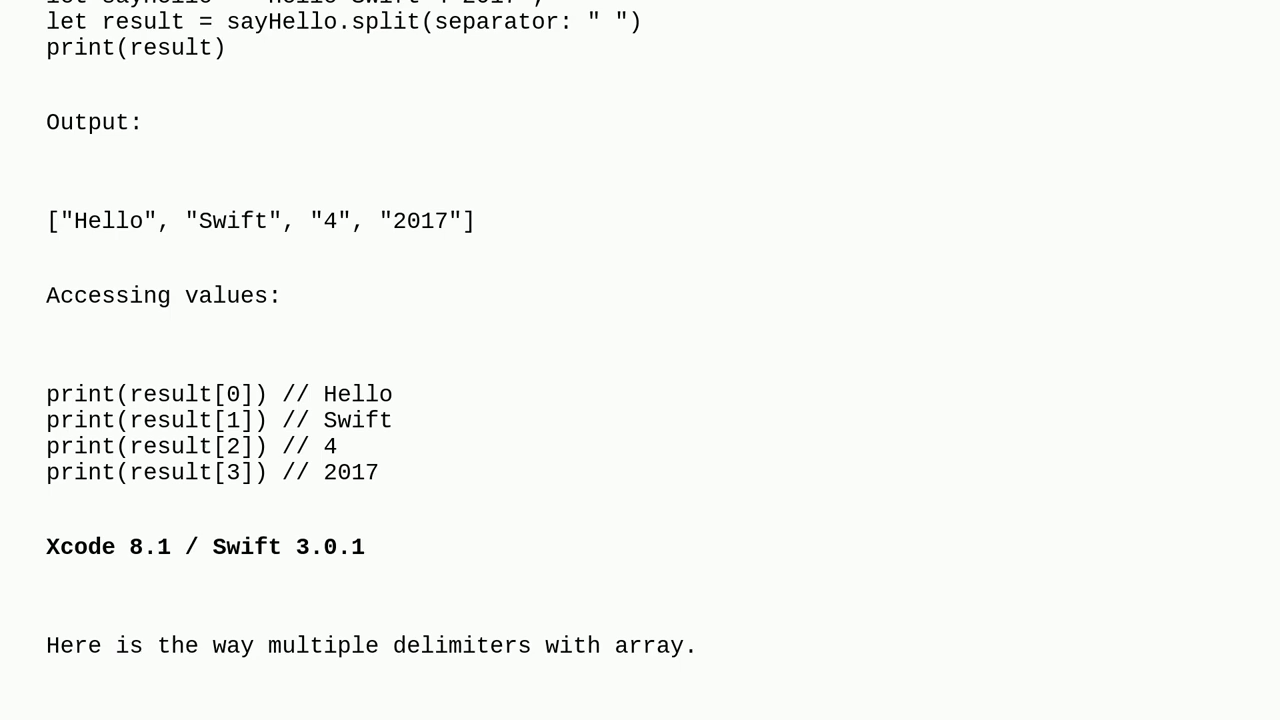 let result = sayHello.split(separator: " ")
print(result)
Output:
["Hello", "Swift", "4", "2017"]
Accessing values:
print(result[0]) // Hello
print(result[1]) // Swift
print(result[2]) // 4
print(result[3]) // 2017
Xcode 8.1 / Swift 3.0.1
Here is the way multiple delimiters with array.